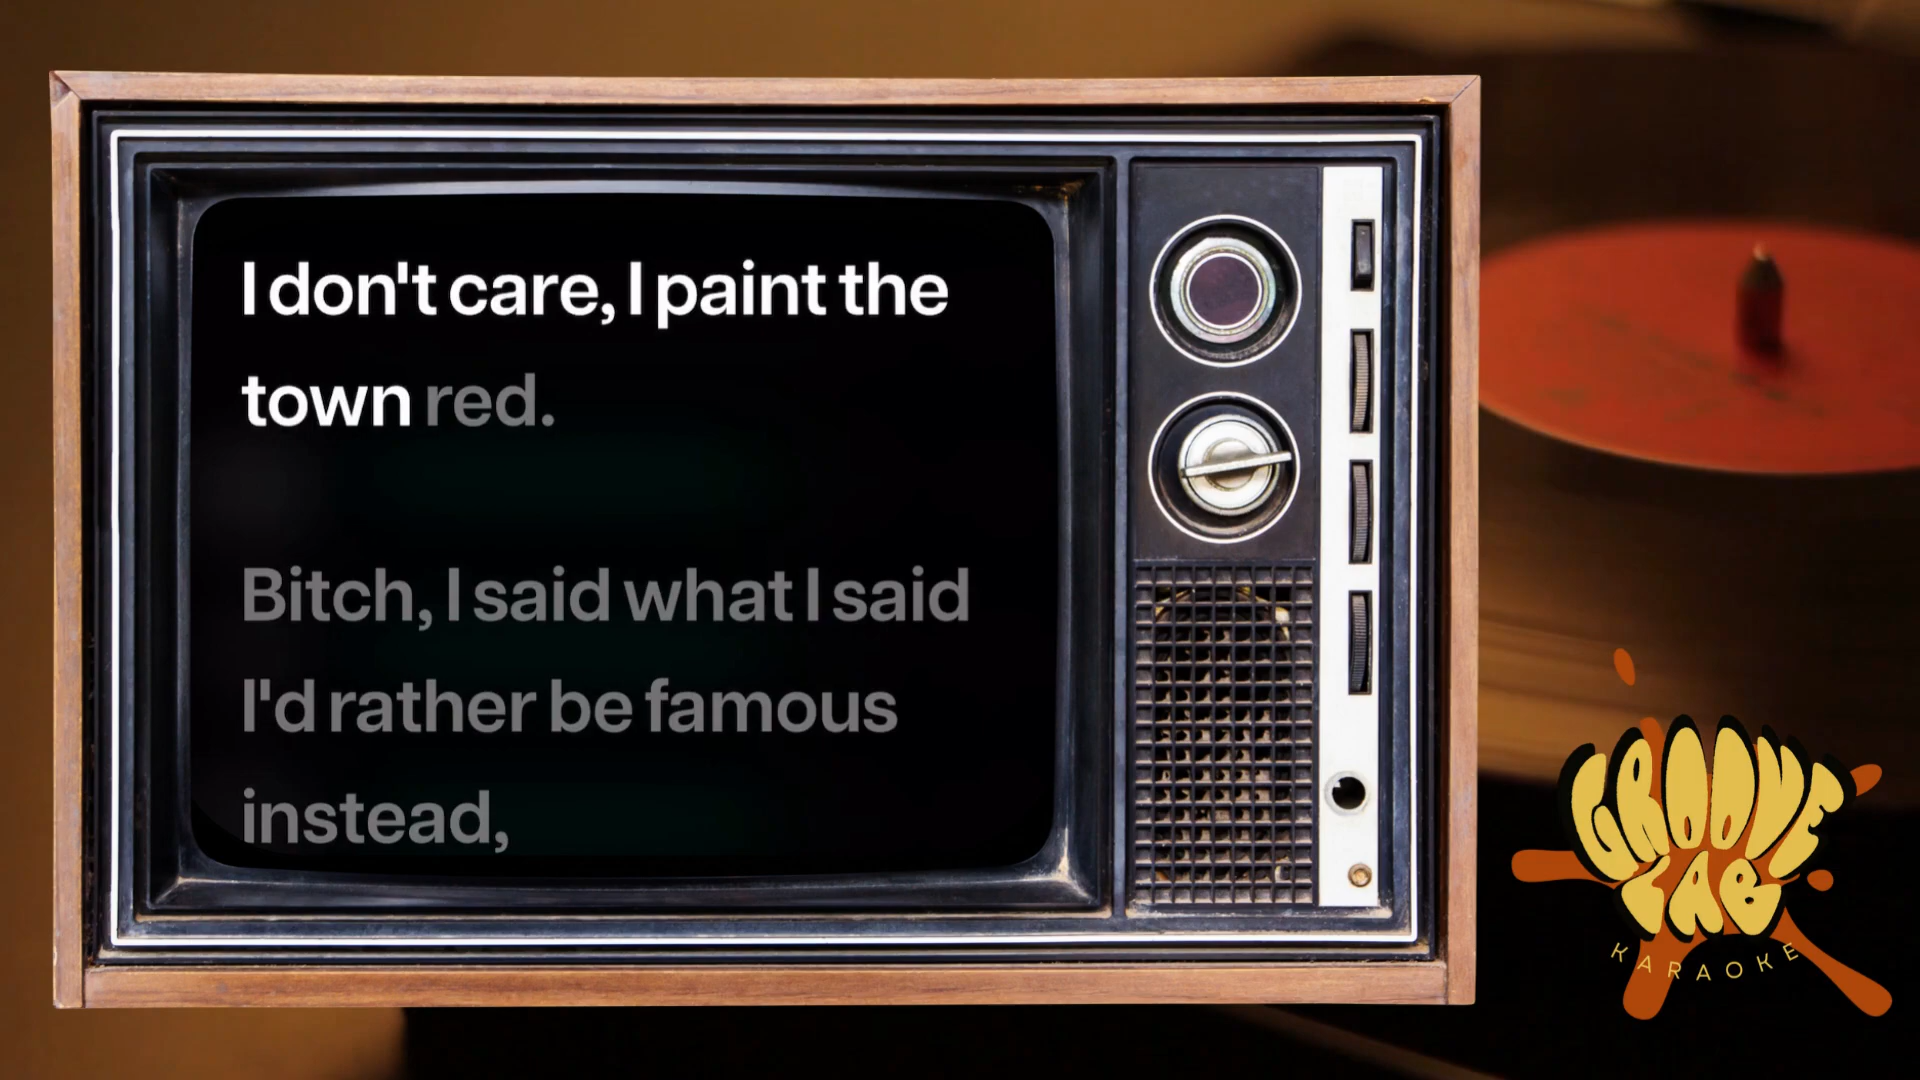 I don't care, I paint the
town red.
Bitch, I said what I said
I'd rather be famous
instead,
GROOVE
LAB
KARAOKE